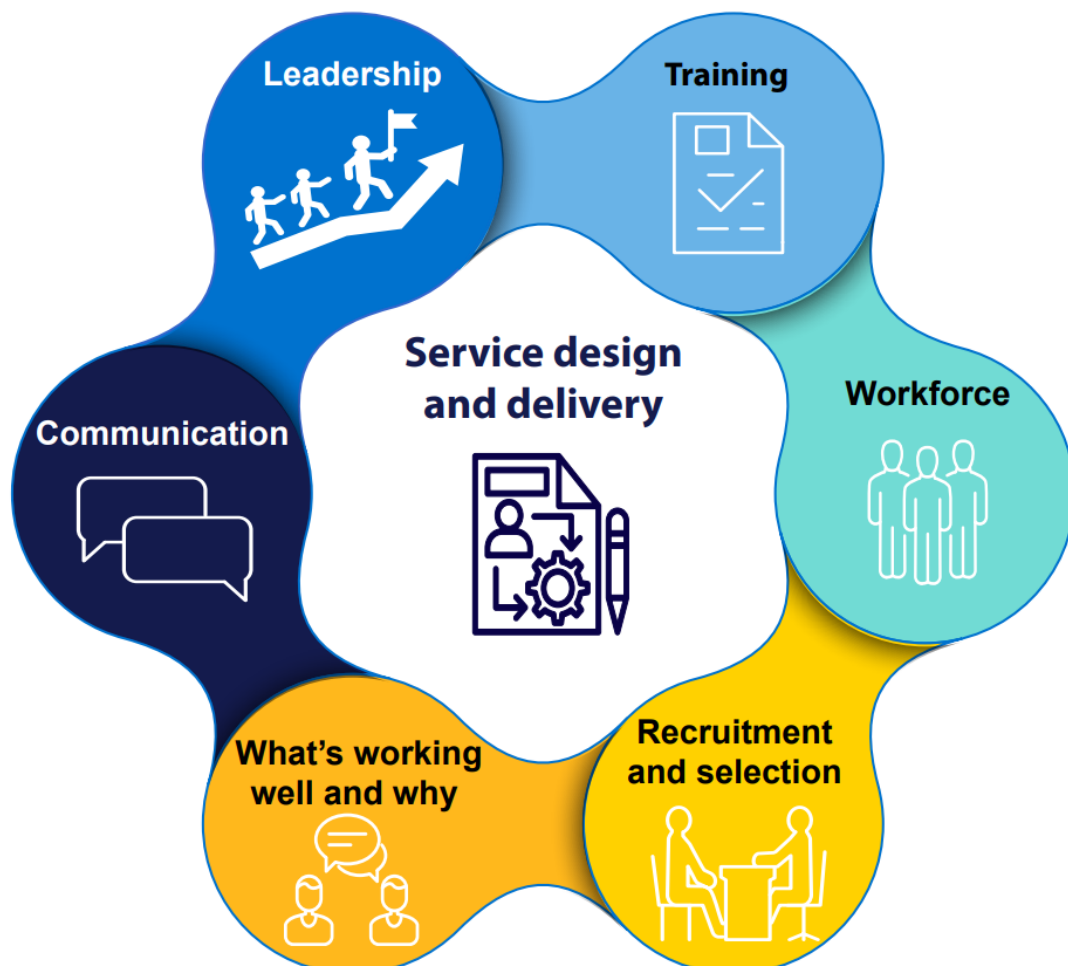 Leadership
Training
Service design
and delivery
Workforce
Communication
What’s working
well and why
Recruitment
and selection